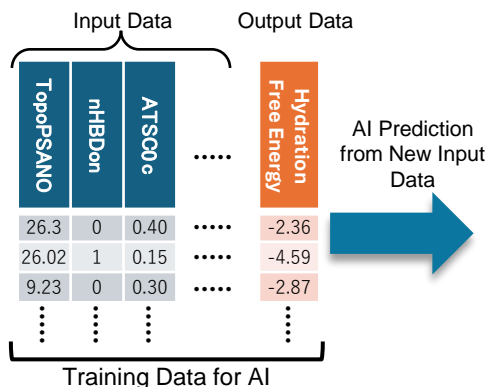 Input Data
Output Data
TopoPSANO
nHBDon
ATSC0c
.....
Hydration
Free Energy
AI Prediction
from New Input
Data
26.3 0 0.40 ..... -2.36
26.02 1 0.15 ..... -4.59
9.23 0 0.30 ..... -2.87
Training Data for AI